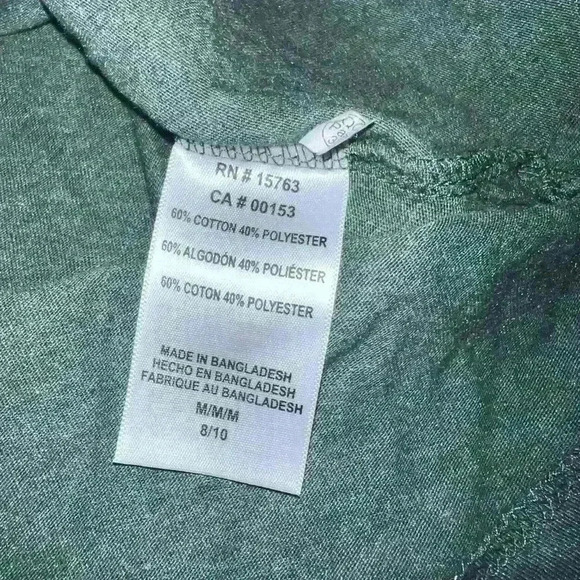 RN # 15763
CA # 00153
60% COTTON 40% POLYESTER
60% ALGODÓN 40% POLIÉSTER
60% COTON 40% POLYESTER
MADE IN BANGLADESH
HECHO EN BANGLADESH
FABRIQUE AU BANGLADESH
M/M/M
8/10